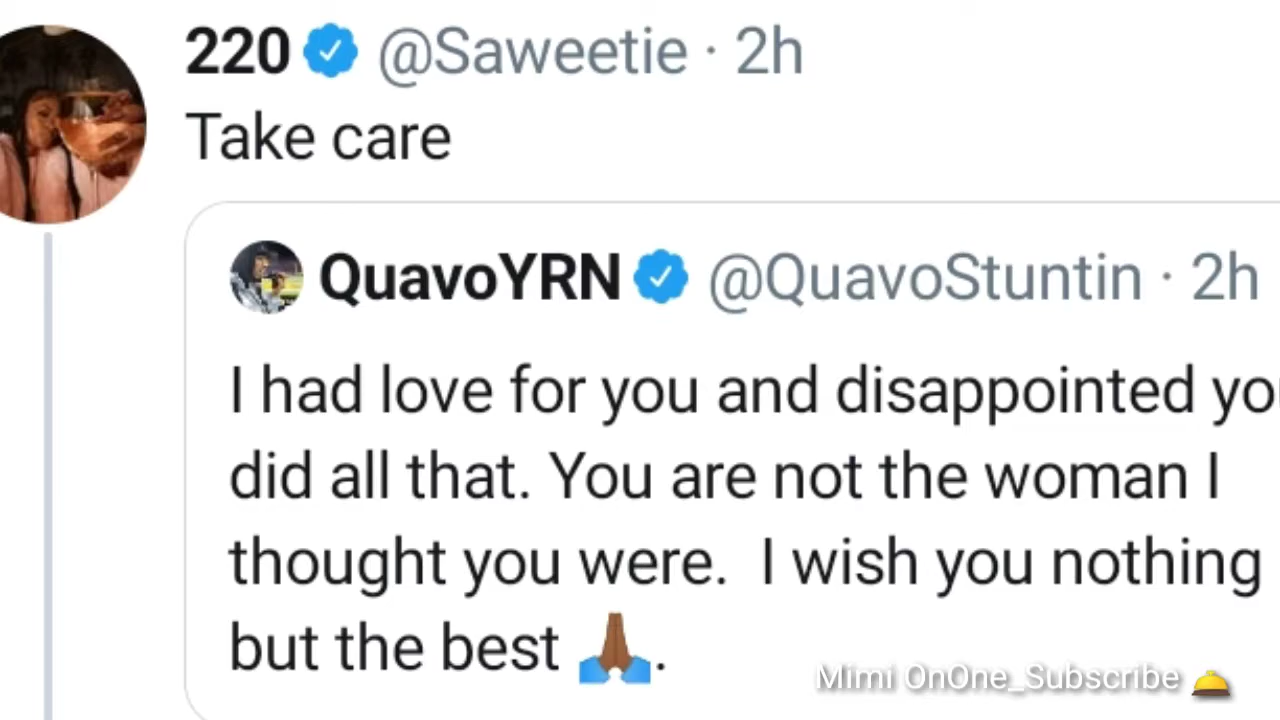 220 @Saweetie · 2h
Take care
QuavoYRN @QuavoStuntin · 2h
I had love for you and disappointed
did all that. You are not the woman I
thought you were. I wish you nothing
but the best 🙏🏾.
Mimi OnOne_Subscribe 🛎